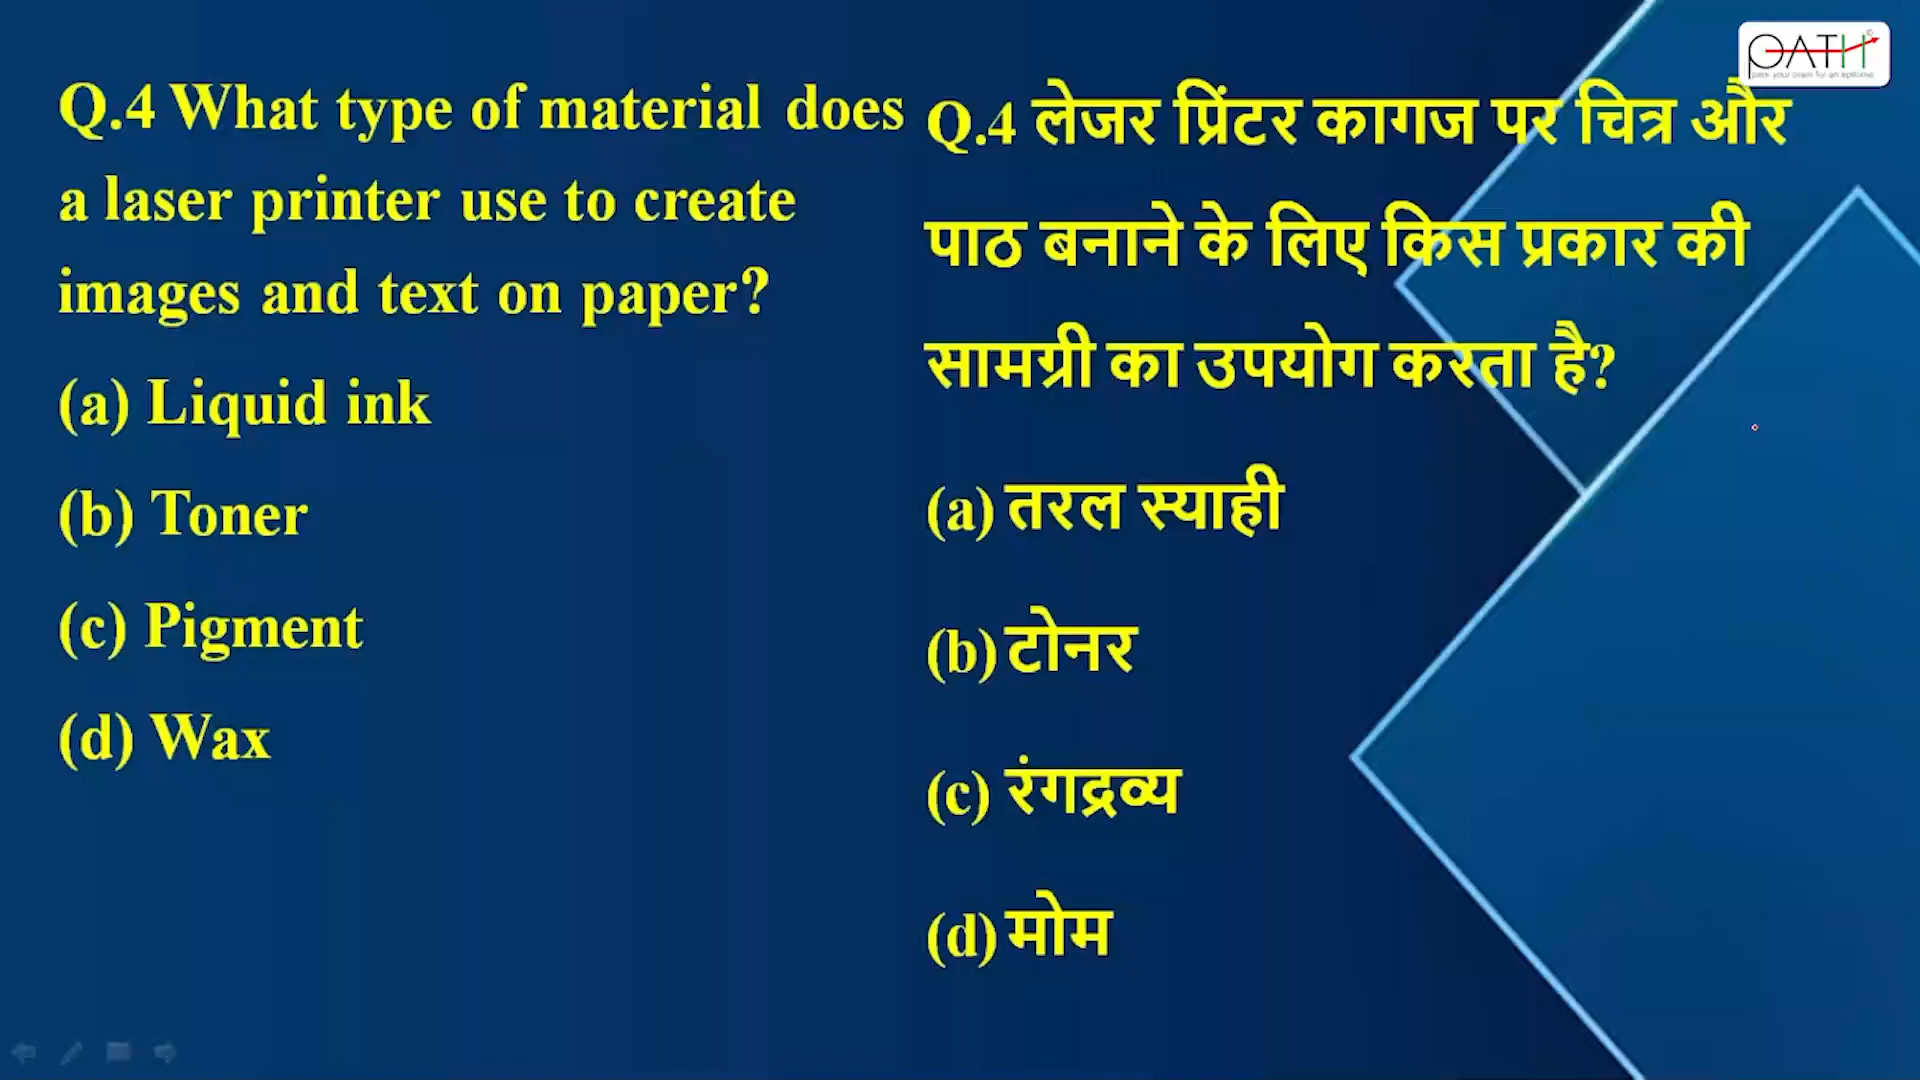 Q.4 What type of material does
a laser printer use to create
images and text on paper?
(a) Liquid ink
(b) Toner
(c) Pigment
(d) Wax
Q.4 लेजर प्रिंटर कागज पर चित्र और
पाठ बनाने के लिए किस प्रकार की
सामग्री का उपयोग करता है?
(a) तरल स्याही
(b) टोनर
(c) रंगद्रव्य
(d) मोम
PATH